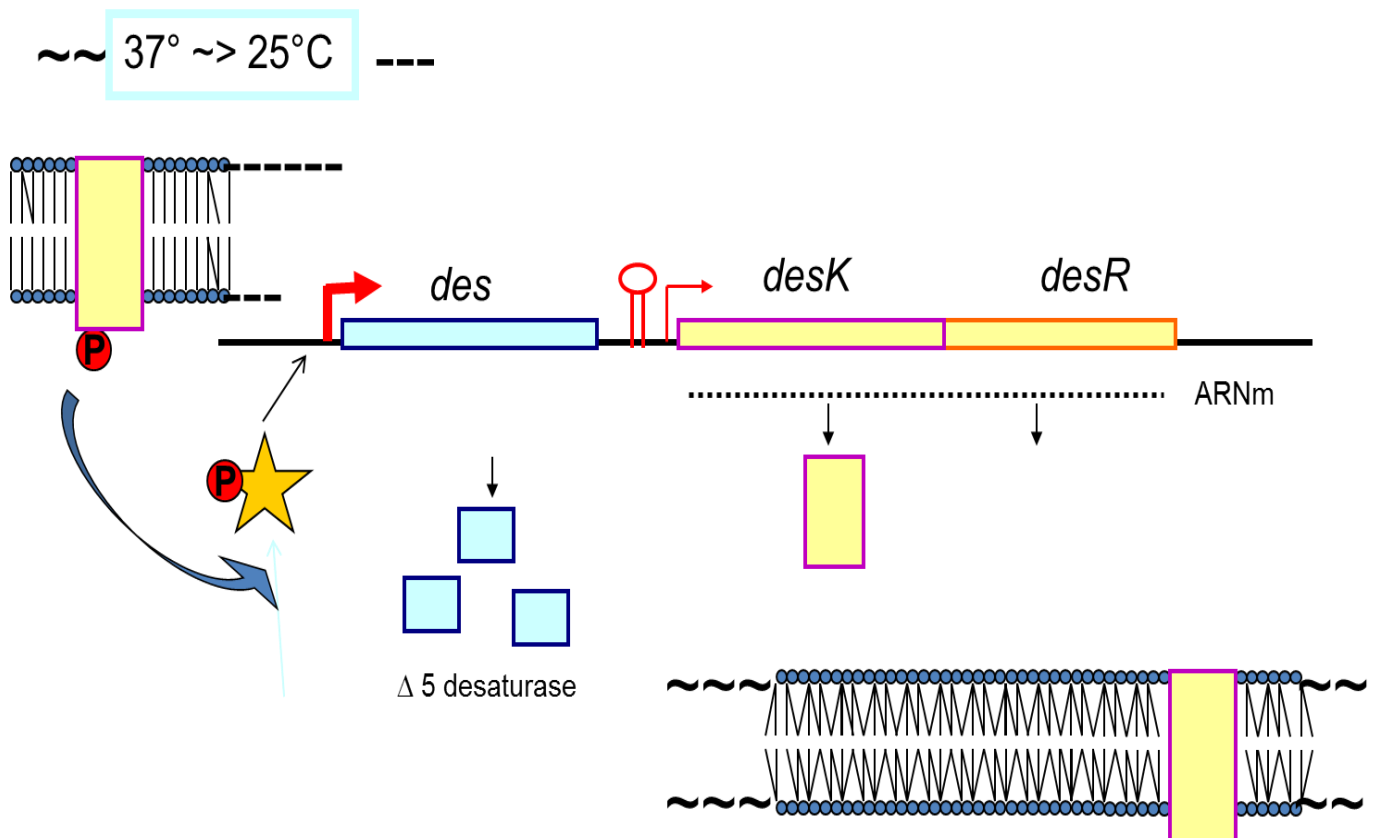 ~~ 37° ~> 25°C ---
des
desK
desR
P
ARNm
P
Δ 5 desaturase
~~~ ~~
~~~ ~~